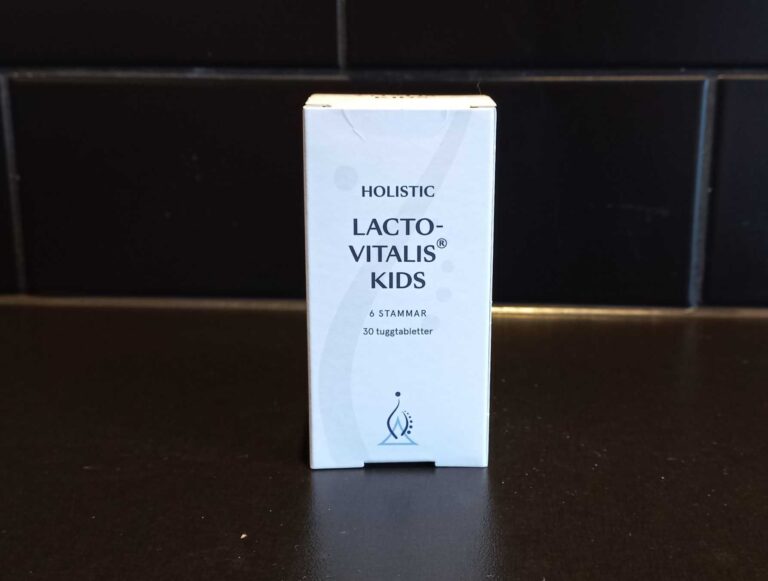 HOLISTIC
LACTO-
VITALIS®
KIDS
6 STAMMAR
30 tuggtabletter